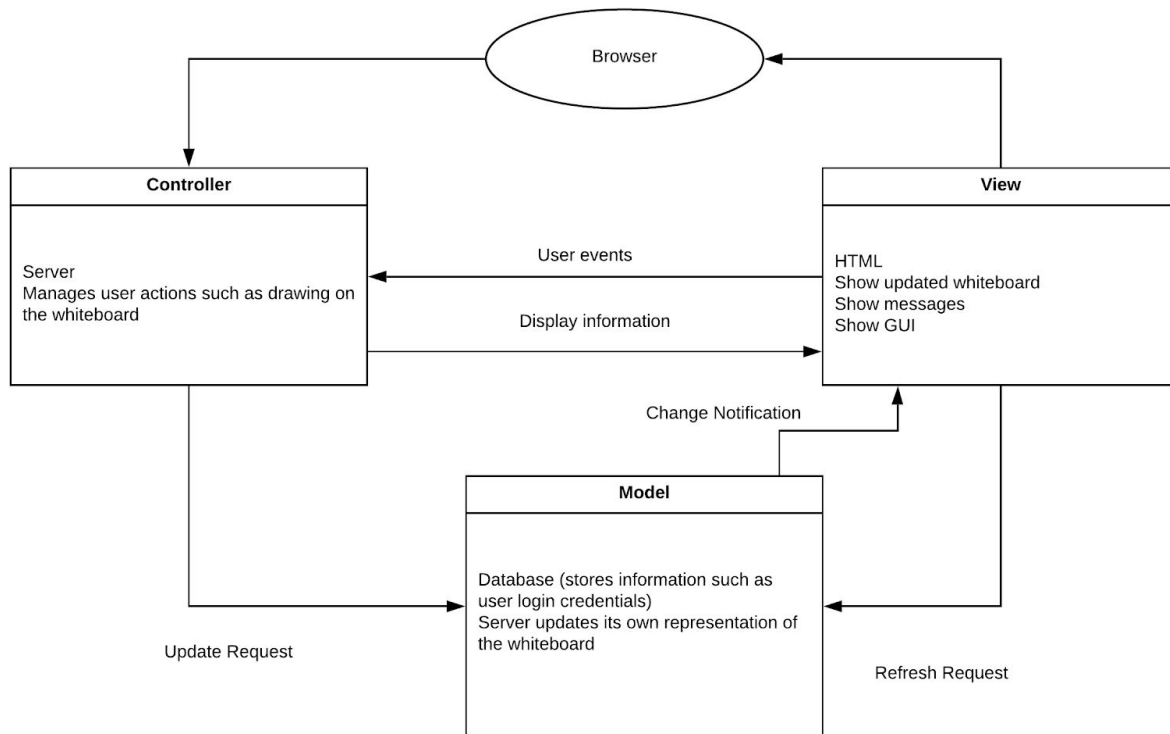 Browser
Controller
View
Server
Manages user actions such as drawing on
the whiteboard
User events
Display information
HTML
Show updated whiteboard
Show messages
Show GUI
Change Notification
Model
Database (stores information such as
user login credentials)
Server updates its own representation of
the whiteboard
Update Request
Refresh Request